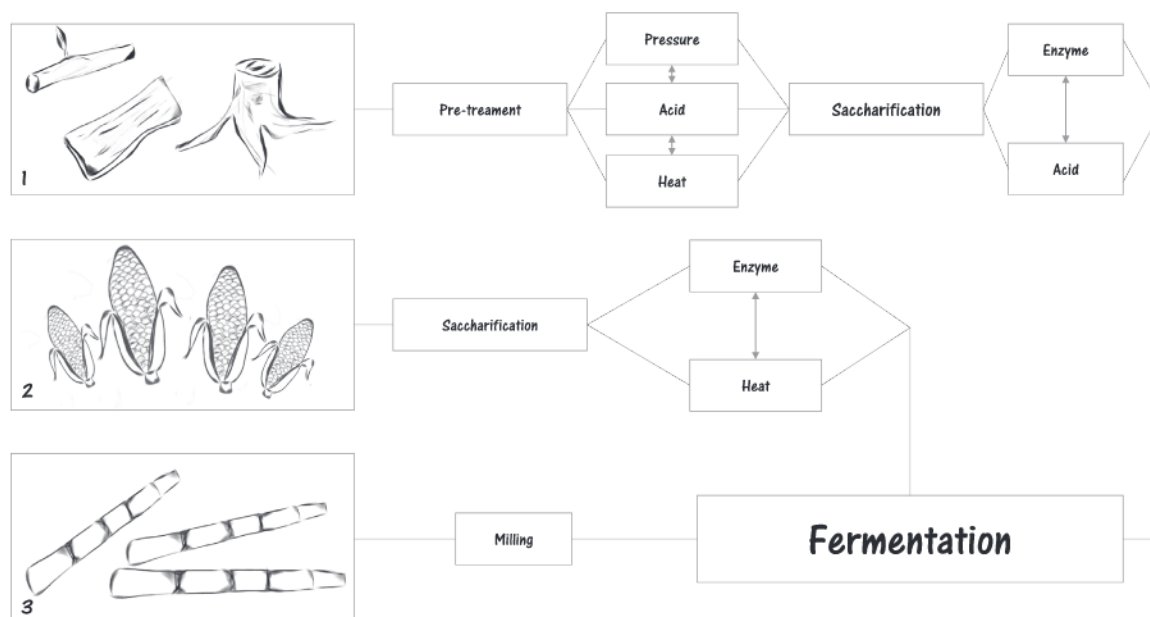 1
Pre-treament
Pressure
Acid
Heat
Saccharification
Enzyme
Acid
2
Saccharification
Enzyme
Heat
3
Milling
Fermentation